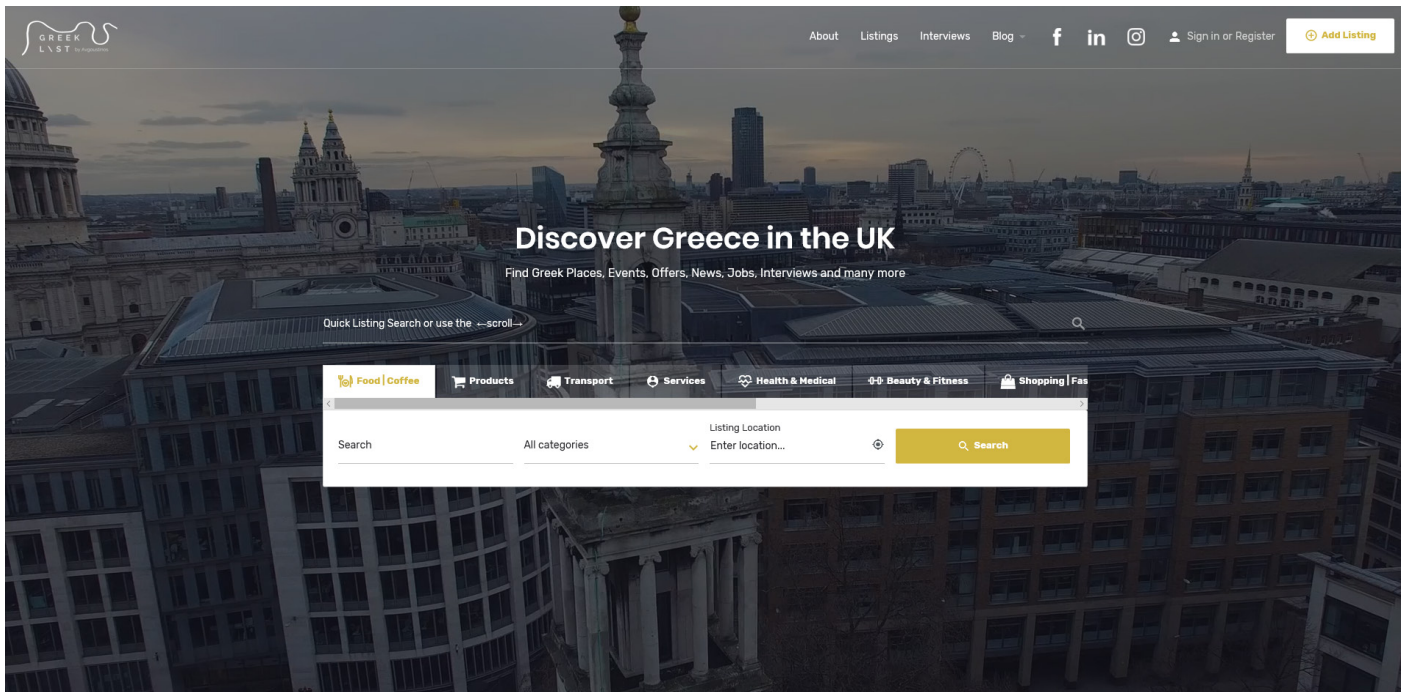 GREEK
L\ST
About Listings Interviews Blog Sign in or Register Add Listing
Discover Greece in the UK
Find Greek Places, Events, Offers, News, Jobs, Interviews and many more
Quick Listing Search or use the ←scroll→
Food | Coffee Products Transport Services Health & Medical Beauty & Fitness Shopping | Fas
Listing Location
Search All categories Enter location... Search